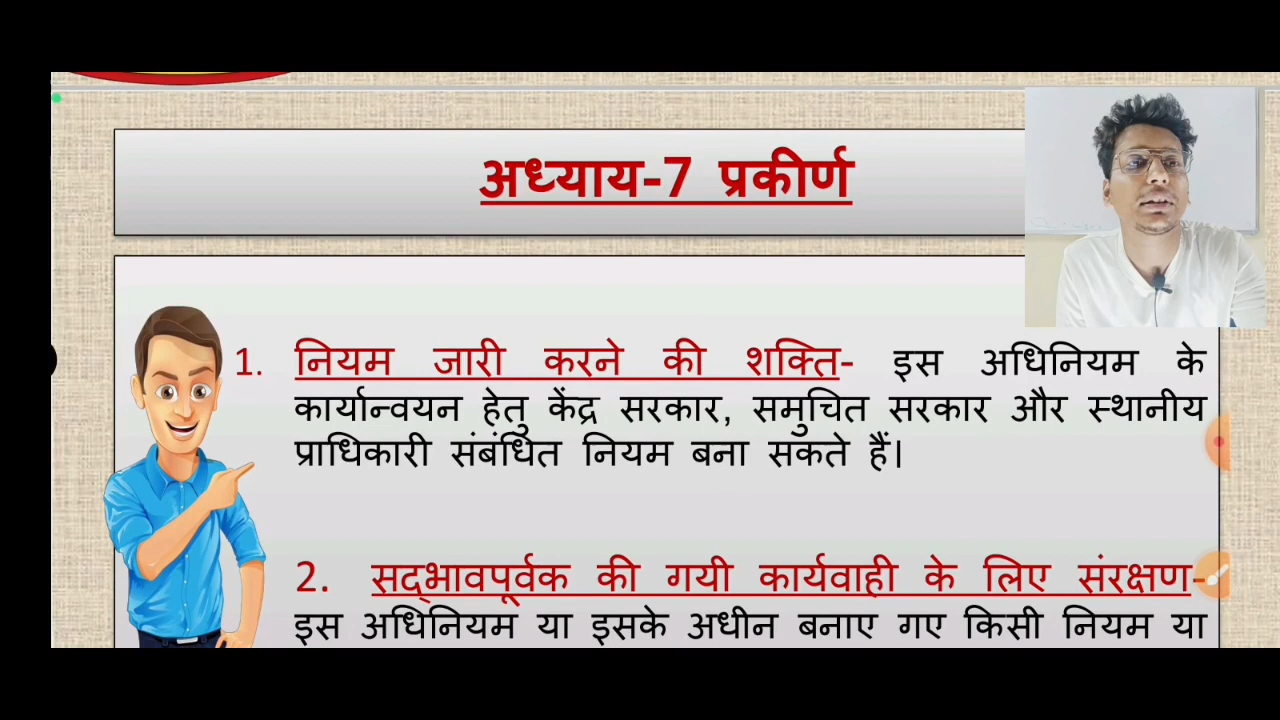 अध्याय-7 प्रकीर्ण
1. नियम जारी करने की शक्ति- इस अधिनियम के
कार्यान्वयन हेतु केंद्र सरकार, समुचित सरकार और स्थानीय
प्राधिकारी संबंधित नियम बना सकते हैं।
2. सद्भावपूर्वक की गयी कार्यवाही के लिए संरक्षण-
इस अधिनियम या इसके अधीन बनाए गए किसी नियम या